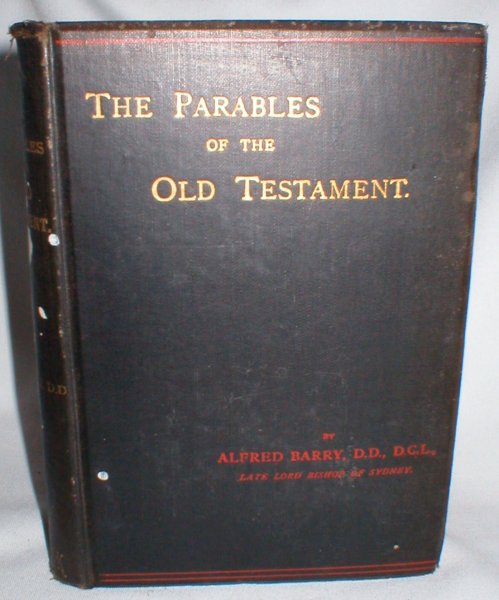 THE PARABLES
OF THE
OLD TESTAMENT.
BY
ALFRED BARRY, D.D., D.C.L.,
LATE LORD BISHOP OF SYDNEY.
D.D.